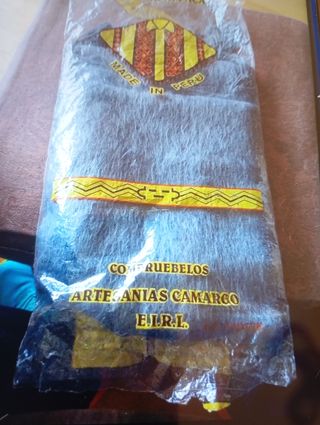 MADE IN PERU
COMPRUEBELOS
ARTESANIAS CAMARGO
E.I.R.L.